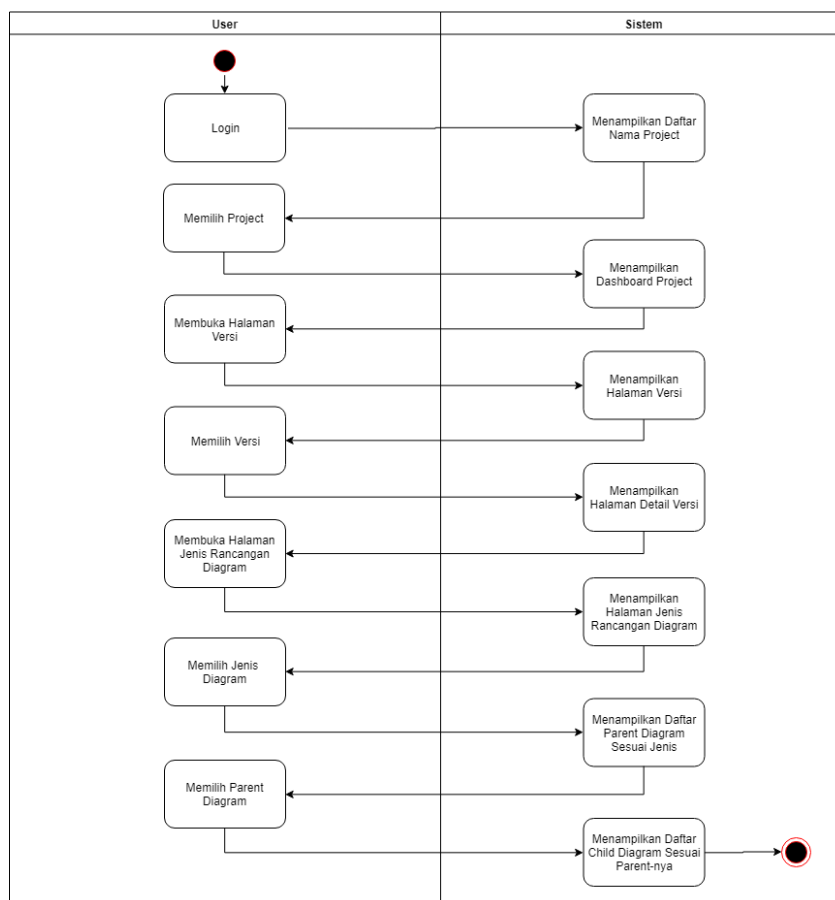 User
Sistem
Login
Menampilkan Daftar
Nama Project
Memilih Project
Menampilkan
Dashboard Project
Membuka Halaman
Versi
Menampilkan
Halaman Versi
Memilih Versi
Menampilkan
Halaman Detail Versi
Membuka Halaman
Jenis Rancangan
Diagram
Menampilkan
Halaman Jenis
Rancangan Diagram
Memilih Jenis
Diagram
Menampilkan Daftar
Parent Diagram
Sesuai Jenis
Memilih Parent
Diagram
Menampilkan Daftar
Child Diagram Sesuai
Parent-nya